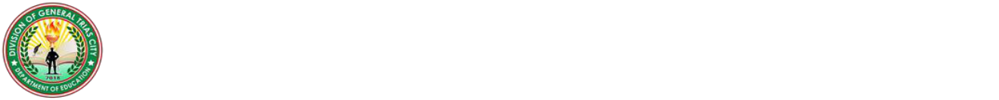 DIVISION OF GENERAL TRIAS CITY
2018
DEPARTMENT OF EDUCATION